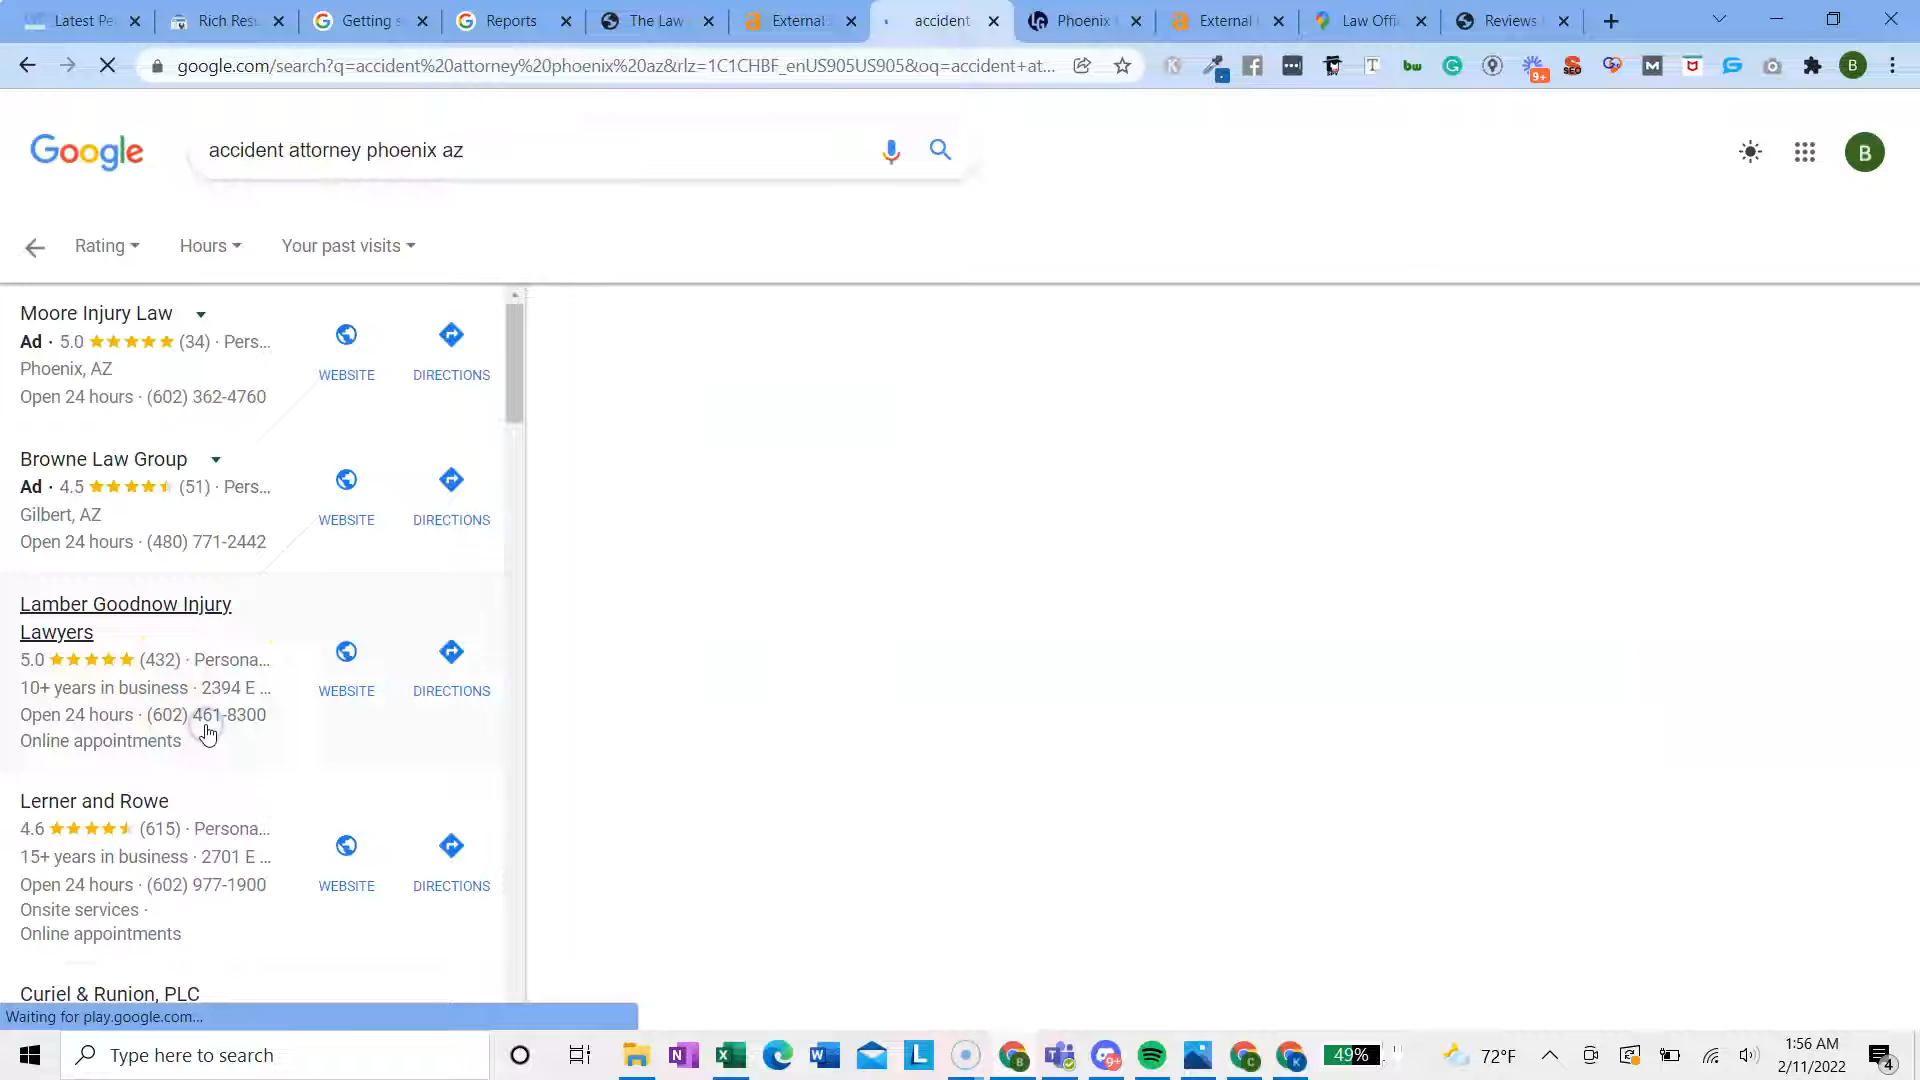 Latest Pe
Rich Res
Getting s
Reports
The Law
External
accident
Phoenix
External
Law Offi
Reviews
google.com/search?q=accident%20attorney%20phoenix%20az&rlz=1C1CHBF_enUS905US905&oq=accident+at...
Google
accident attorney phoenix az
B
Rating
Hours
Your past visits
Moore Injury Law
Ad · 5.0 (34) · Pers...
Phoenix, AZ
Open 24 hours · (602) 362-4760
WEBSITE
DIRECTIONS
Browne Law Group
Ad · 4.5 (51) · Pers...
Gilbert, AZ
Open 24 hours · (480) 771-2442
WEBSITE
DIRECTIONS
Lamber Goodnow Injury
Lawyers
5.0 (432) · Persona...
10+ years in business · 2394 E ...
Open 24 hours · (602) 461-8300
Online appointments
WEBSITE
DIRECTIONS
Lerner and Rowe
4.6 (615) · Persona...
15+ years in business · 2701 E ...
Open 24 hours · (602) 977-1900
Onsite services ·
Online appointments
WEBSITE
DIRECTIONS
Curiel & Runion, PLC
Waiting for play.google.com...
Type here to search
49%
72°F
1:56 AM
2/11/2022
4